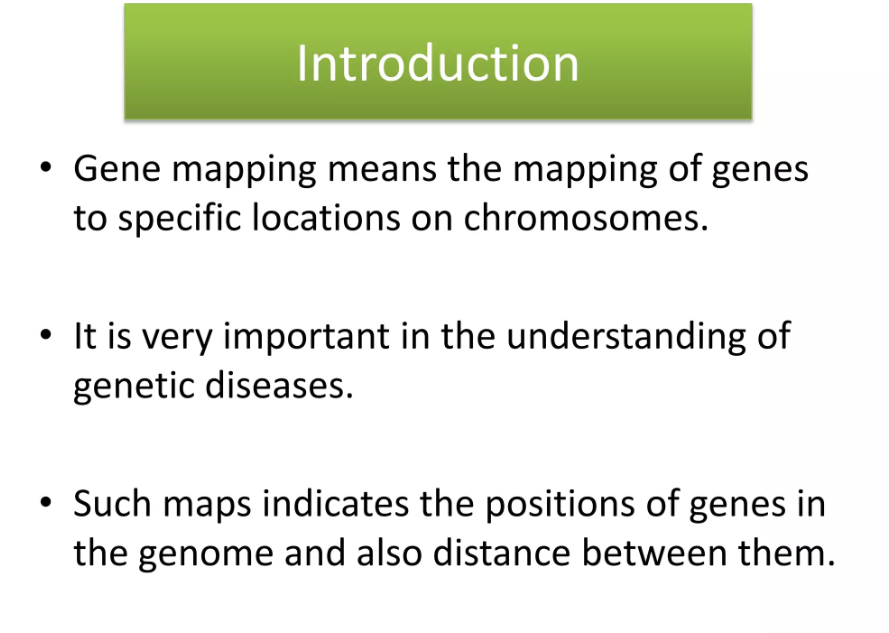 Introduction
• Gene mapping means the mapping of genes
to specific locations on chromosomes.
• It is very important in the understanding of
genetic diseases.
• Such maps indicates the positions of genes in
the genome and also distance between them.